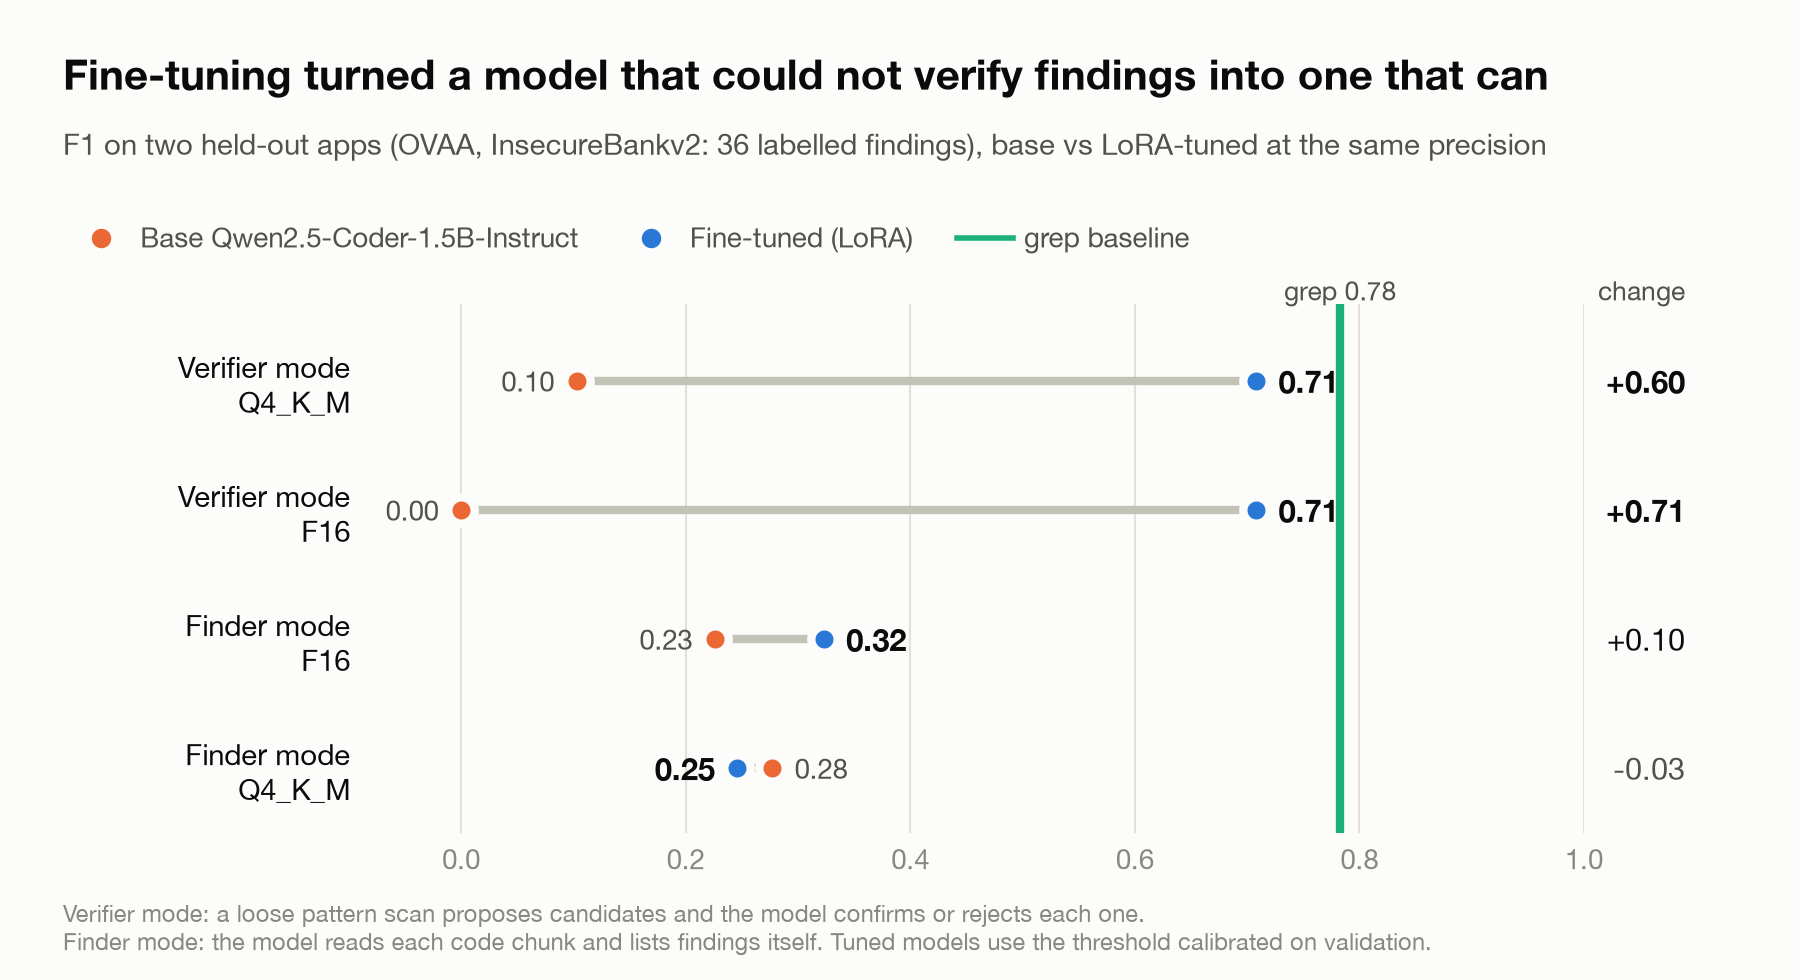 Fine-tuning turned a model that could not verify findings into one that can
F1 on two held-out apps (OVAA, InsecureBankv2: 36 labelled findings), base vs LoRA-tuned at the same precision
Base Qwen2.5-Coder-1.5B-Instruct
Fine-tuned (LoRA)
grep baseline
grep 0.78
change
Verifier mode
Q4_K_M
0.10
0.71
+0.60
Verifier mode
F16
0.00
0.71
+0.71
Finder mode
F16
0.23
0.32
+0.10
Finder mode
Q4_K_M
0.25
0.28
-0.03
0.0
0.2
0.4
0.6
0.8
1.0
Verifier mode: a loose pattern scan proposes candidates and the model confirms or rejects each one.
Finder mode: the model reads each code chunk and lists findings itself. Tuned models use the threshold calibrated on validation.